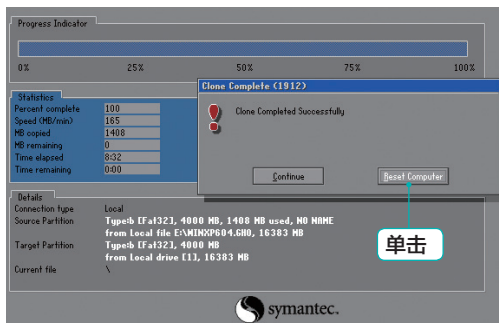 Progress Indicator
0% 25% 50% 75% 100%
Clone Complete (1912)
Clone Completed Successfully
Continue Reset Computer
单击
Statistics
Percent complete 100
Speed (MB/min) 165
MB copied 1408
MB remaining 0
Time elapsed 8:32
Time remaining 0:00
Details
Connection type Local
Source Partition Type:b [Fat32], 4000 MB, 1408 MB used, NO NAME
from Local file E:\WINXP604.GHO, 16383 MB
Target Partition Type:b [Fat32], 4000 MB
from Local drive [1], 16383 MB
Current file \
symantec.